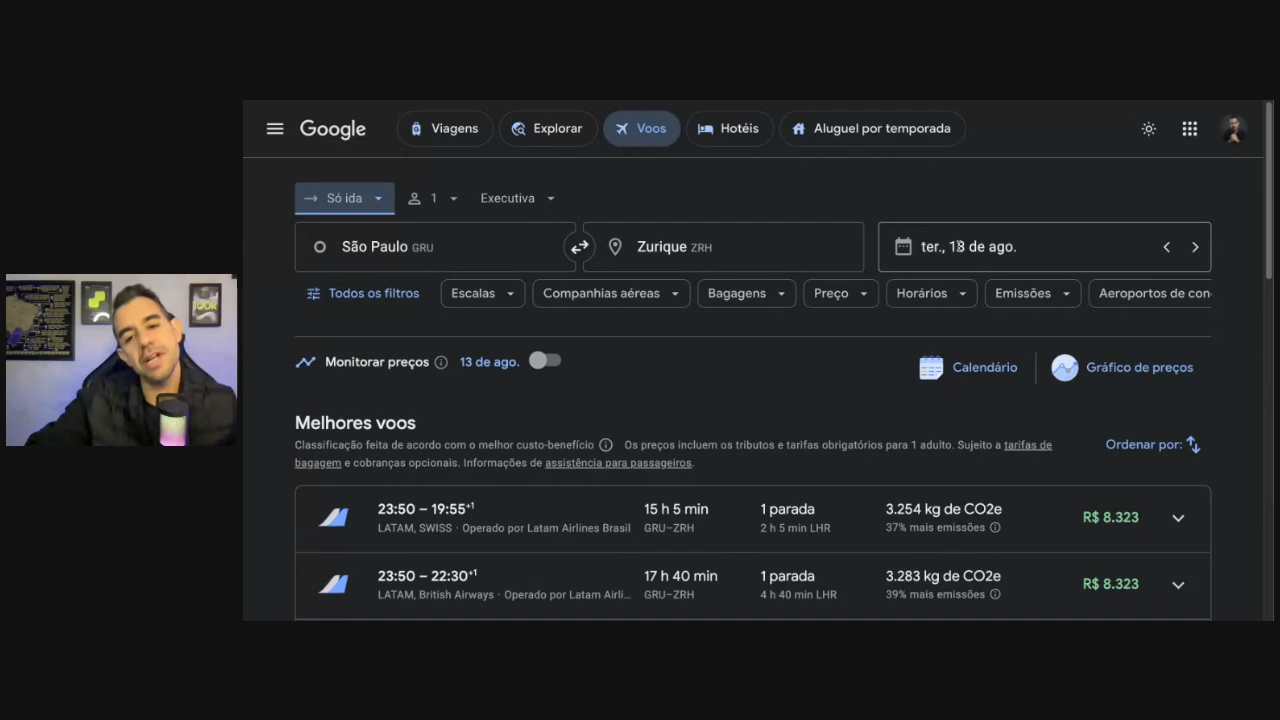 Google
Viagens
Explorar
Voos
Hotéis
Aluguel por temporada
Só ida
1
Executiva
São Paulo GRU
Zurique ZRH
ter., 13 de ago.
Todos os filtros
Escalas
Companhias aéreas
Bagagens
Preço
Horários
Emissões
Aeroportos de con
Monitorar preços
13 de ago.
Calendário
Gráfico de preços
Melhores voos
Classificação feita de acordo com o melhor custo-benefício Os preços incluem os tributos e tarifas obrigatórios para 1 adulto. Sujeito a tarifas de
bagagem e cobranças opcionais. Informações de assistência para passageiros.
Ordenar por:
23:50 – 19:55+1
15 h 5 min
1 parada
3.254 kg de CO2e
R$ 8.323
LATAM, SWISS · Operado por Latam Airlines Brasil
GRU–ZRH
2 h 5 min LHR
37% mais emissões
23:50 – 22:30+1
17 h 40 min
1 parada
3.283 kg de CO2e
R$ 8.323
LATAM, British Airways · Operado por Latam Airli...
GRU–ZRH
4 h 40 min LHR
39% mais emissões